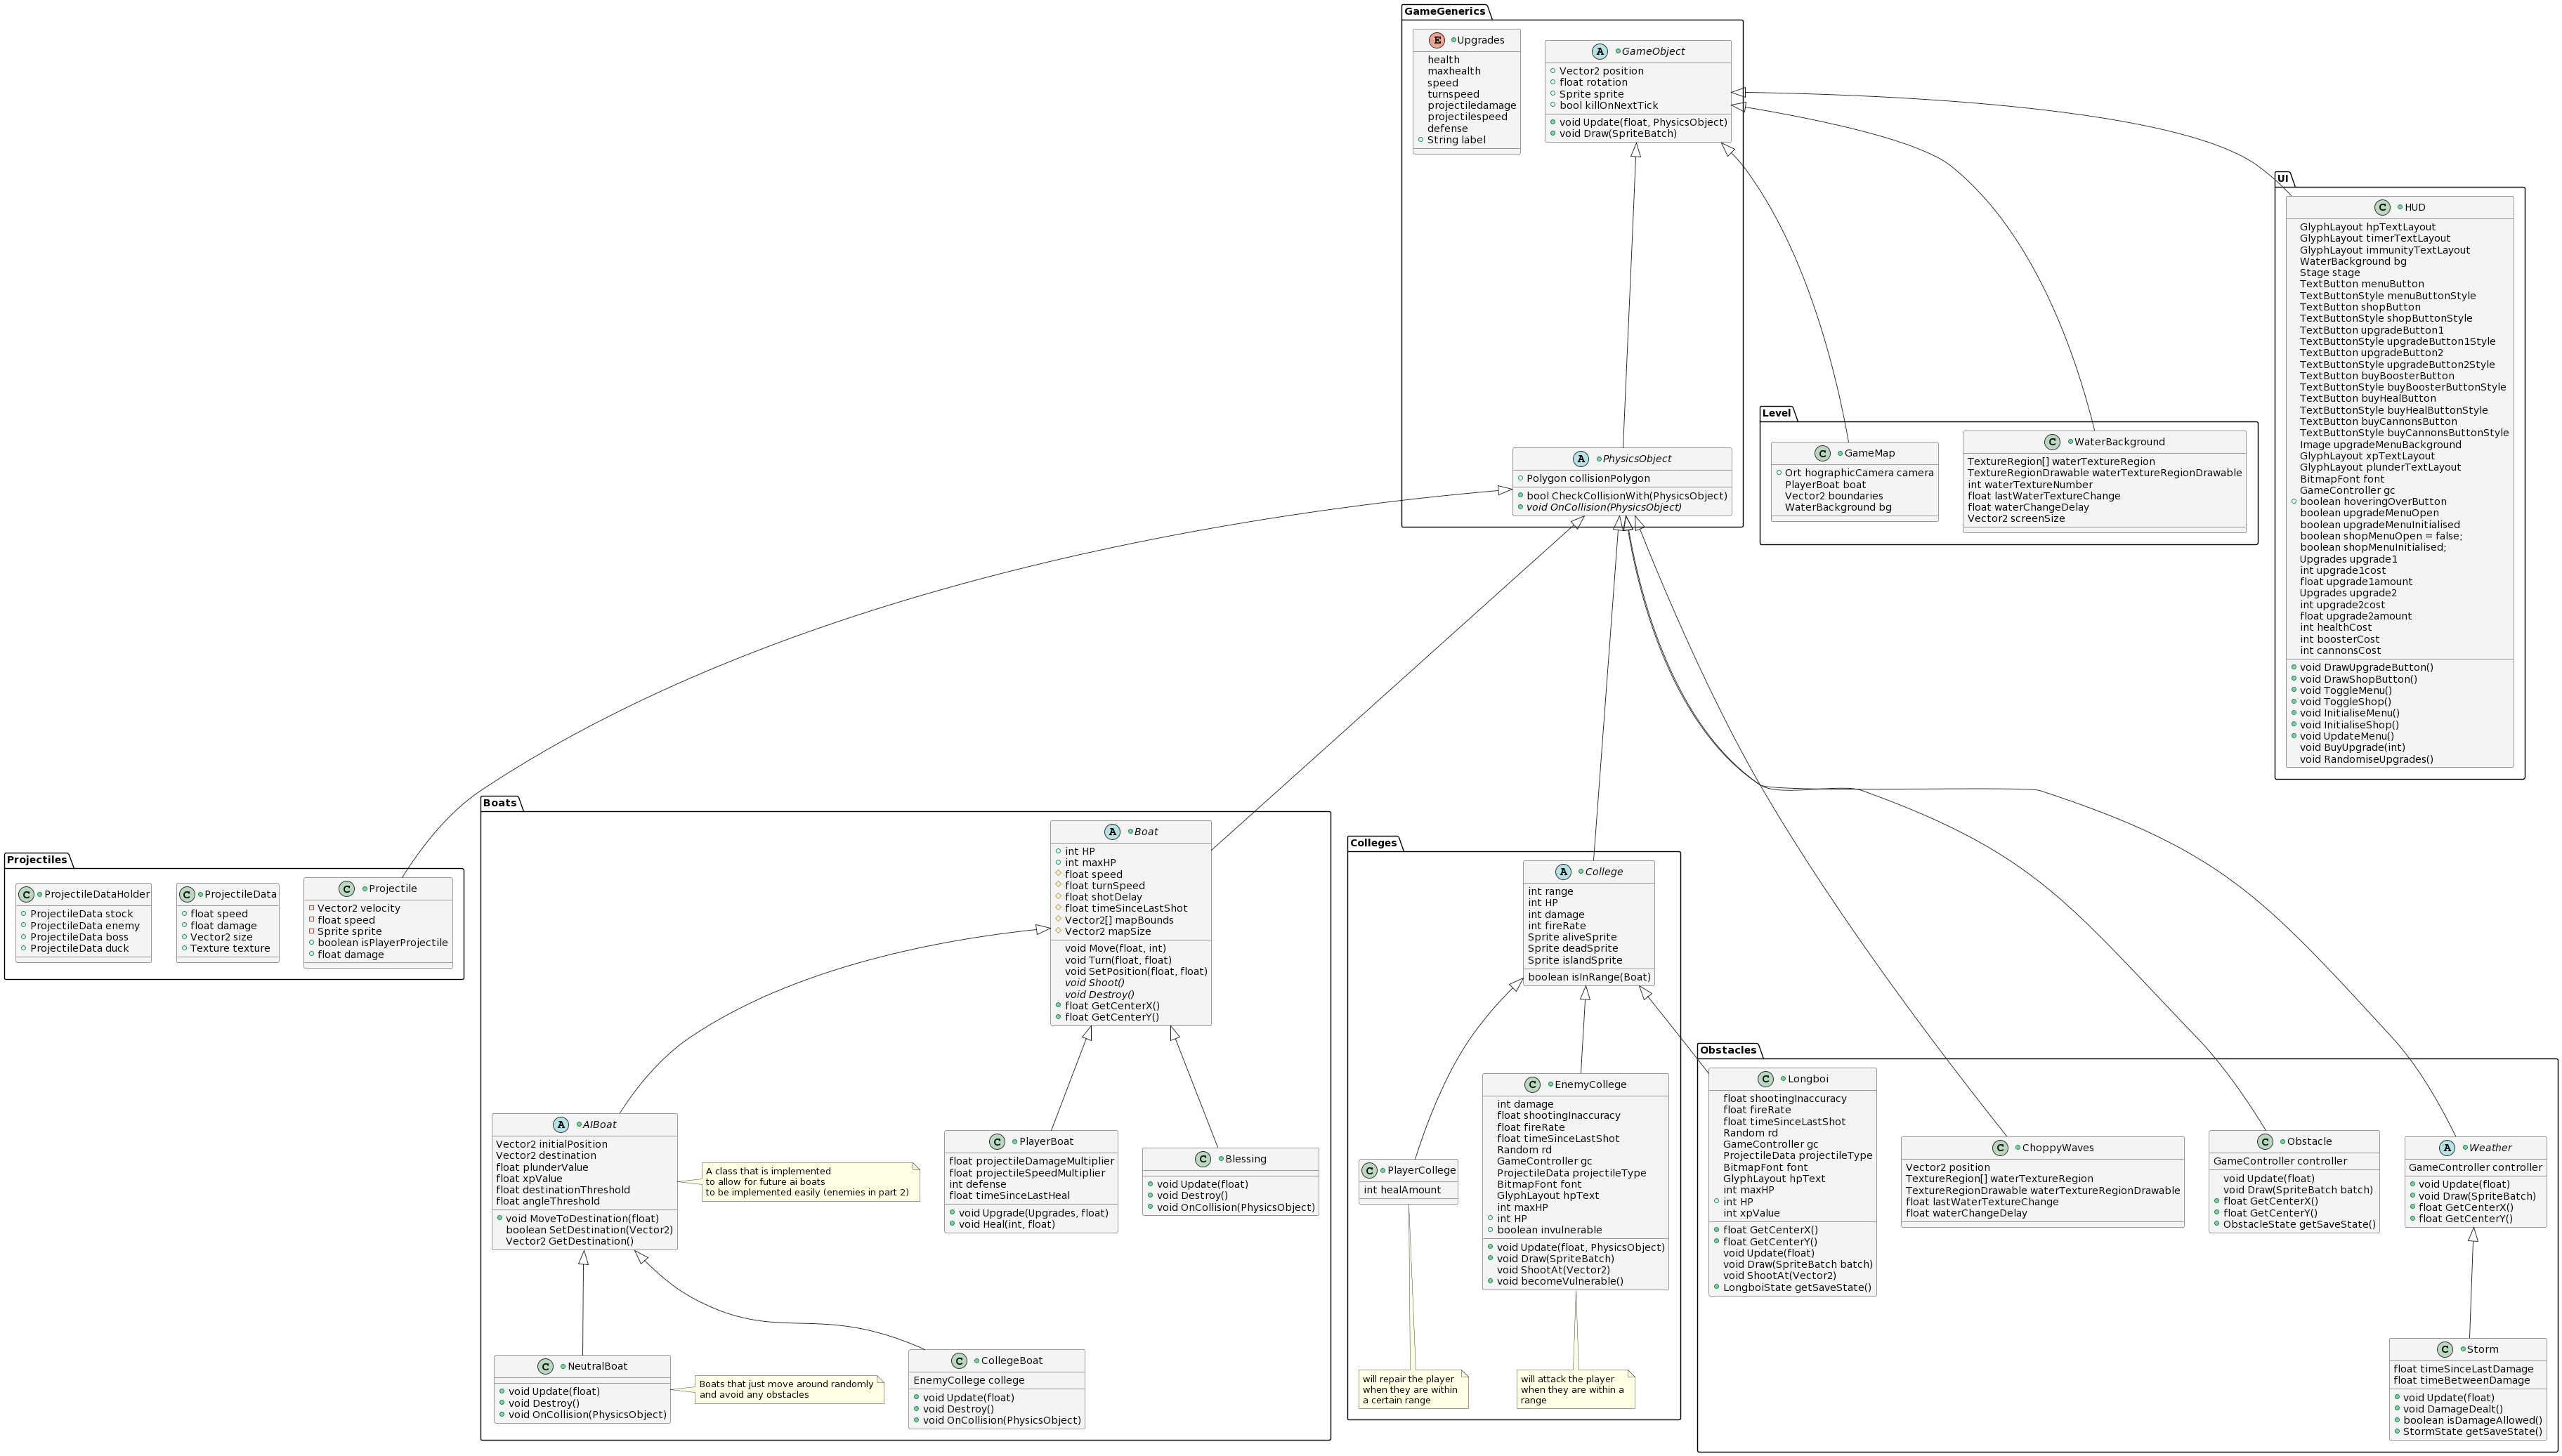 GameGenerics
E Upgrades
health
maxhealth
speed
turnspeed
projectiledamage
projectilespeed
defense
String label
A GameObject
Vector2 position
float rotation
Sprite sprite
bool killOnNextTick
void Update(float, PhysicsObject)
void Draw(SpriteBatch)
A PhysicsObject
Polygon collisionPolygon
bool CheckCollisionWith(PhysicsObject)
void OnCollision(PhysicsObject)
UI
C HUD
GlyphLayout hpTextLayout
GlyphLayout timerTextLayout
GlyphLayout immunityTextLayout
WaterBackground bg
Stage stage
TextButton menuButton
TextButtonStyle menuButtonStyle
TextButton shopButton
TextButtonStyle shopButtonStyle
TextButton upgradeButton1
TextButtonStyle upgradeButton1Style
TextButton upgradeButton2
TextButtonStyle upgradeButton2Style
TextButton buyBoosterButton
TextButtonStyle buyBoosterButtonStyle
TextButton buyHealButton
TextButtonStyle buyHealButtonStyle
TextButton buyCannonsButton
TextButtonStyle buyCannonsButtonStyle
Image upgradeMenuBackground
GlyphLayout xpTextLayout
GlyphLayout plunderTextLayout
BitmapFont font
GameController gc
boolean hoveringOverButton
boolean upgradeMenuOpen
boolean upgradeMenuInitialised
boolean shopMenuOpen = false;
boolean shopMenuInitialised;
Upgrades upgrade1
int upgrade1cost
float upgrade1amount
Upgrades upgrade2
int upgrade2cost
float upgrade2amount
int healthCost
int boosterCost
int cannonsCost
void DrawUpgradeButton()
void DrawShopButton()
void ToggleMenu()
void ToggleShop()
void InitialiseMenu()
void InitialiseShop()
void UpdateMenu()
void BuyUpgrade(int)
void RandomiseUpgrades()
Level
C GameMap
Ort hographicCamera camera
PlayerBoat boat
Vector2 boundaries
WaterBackground bg
C WaterBackground
TextureRegion[] waterTextureRegion
TextureRegionDrawable waterTextureRegionDrawable
int waterTextureNumber
float lastWaterTextureChange
float waterChangeDelay
Vector2 screenSize
Projectiles
C ProjectileDataHolder
ProjectileData stock
ProjectileData enemy
ProjectileData boss
ProjectileData duck
C ProjectileData
float speed
float damage
Vector2 size
Texture texture
C Projectile
Vector2 velocity
float speed
Sprite sprite
boolean isPlayerProjectile
float damage
Boats
A Boat
int HP
int maxHP
float speed
float turnSpeed
float shotDelay
float timeSinceLastShot
Vector2[] mapBounds
Vector2 mapSize
void Move(float, int)
void Turn(float, float)
void SetPosition(float, float)
void Shoot()
void Destroy()
float GetCenterX()
float GetCenterY()
A AIBoat
Vector2 initialPosition
Vector2 destination
float plunderValue
float xpValue
float destinationThreshold
float angleThreshold
void MoveToDestination(float)
boolean SetDestination(Vector2)
Vector2 GetDestination()
A class that is implemented
to allow for future ai boats
to be implemented easily (enemies in part 2)
C PlayerBoat
float projectileDamageMultiplier
float projectileSpeedMultiplier
int defense
float timeSinceLastHeal
void Upgrade(Upgrades, float)
void Heal(int, float)
C Blessing
void Update(float)
void Destroy()
void OnCollision(PhysicsObject)
C NeutralBoat
void Update(float)
void Destroy()
void OnCollision(PhysicsObject)
Boats that just move around randomly
and avoid any obstacles
C CollegeBoat
EnemyCollege college
void Update(float)
void Destroy()
void OnCollision(PhysicsObject)
Colleges
A College
int range
int HP
int damage
int fireRate
Sprite aliveSprite
Sprite deadSprite
Sprite islandSprite
boolean isInRange(Boat)
C PlayerCollege
int healAmount
C EnemyCollege
int damage
float shootingInaccuracy
float fireRate
float timeSinceLastShot
Random rd
GameController gc
ProjectileData projectileType
BitmapFont font
GlyphLayout hpText
int maxHP
int HP
boolean invulnerable
void Update(float, PhysicsObject)
void Draw(SpriteBatch)
void ShootAt(Vector2)
void becomeVulnerable()
will repair the player
when they are within
a certain range
will attack the player
when they are within a
range
Obstacles
C Longboi
float shootingInaccuracy
float fireRate
float timeSinceLastShot
Random rd
GameController gc
ProjectileData projectileType
BitmapFont font
GlyphLayout hpText
int maxHP
int HP
int xpValue
float GetCenterX()
float GetCenterY()
void Update(float)
void Draw(SpriteBatch batch)
void ShootAt(Vector2)
LongboiState getSaveState()
C ChoppyWaves
Vector2 position
TextureRegion[] waterTextureRegion
TextureRegionDrawable waterTextureRegionDrawable
float lastWaterTextureChange
float waterChangeDelay
C Obstacle
GameController controller
void Update(float)
void Draw(SpriteBatch batch)
float GetCenterX()
float GetCenterY()
ObstacleState getSaveState()
A Weather
GameController controller
void Update(float)
void Draw(SpriteBatch)
float GetCenterX()
float GetCenterY()
C Storm
float timeSinceLastDamage
float timeBetweenDamage
void Update(float)
void DamageDealt()
boolean isDamageAllowed()
StormState getSaveState()